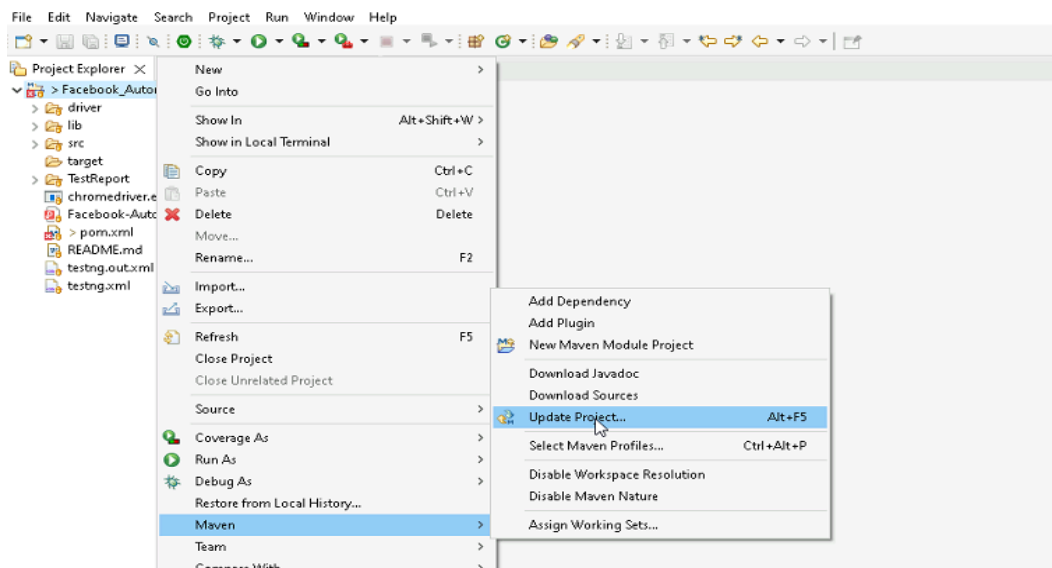 File Edit Navigate Search Project Run Window Help
Project Explorer
> Facebook_Autor
driver
lib
src
target
TestReport
chromedriver.e
Facebook-Auto
> pom.xml
README.md
testng.out.xml
testng.xml
New
Go Into
Show In Alt+Shift+W >
Show in Local Terminal
Copy Ctrl+C
Paste Ctrl+V
Delete Delete
Move...
Rename... F2
Import...
Export...
Refresh F5
Close Project
Close Unrelated Project
Source
Coverage As
Run As
Debug As
Restore from Local History...
Maven
Team
Compare With
Add Dependency
Add Plugin
New Maven Module Project
Download Javadoc
Download Sources
Update Project... Alt+F5
Select Maven Profiles... Ctrl+Alt+P
Disable Workspace Resolution
Disable Maven Nature
Assign Working Sets...